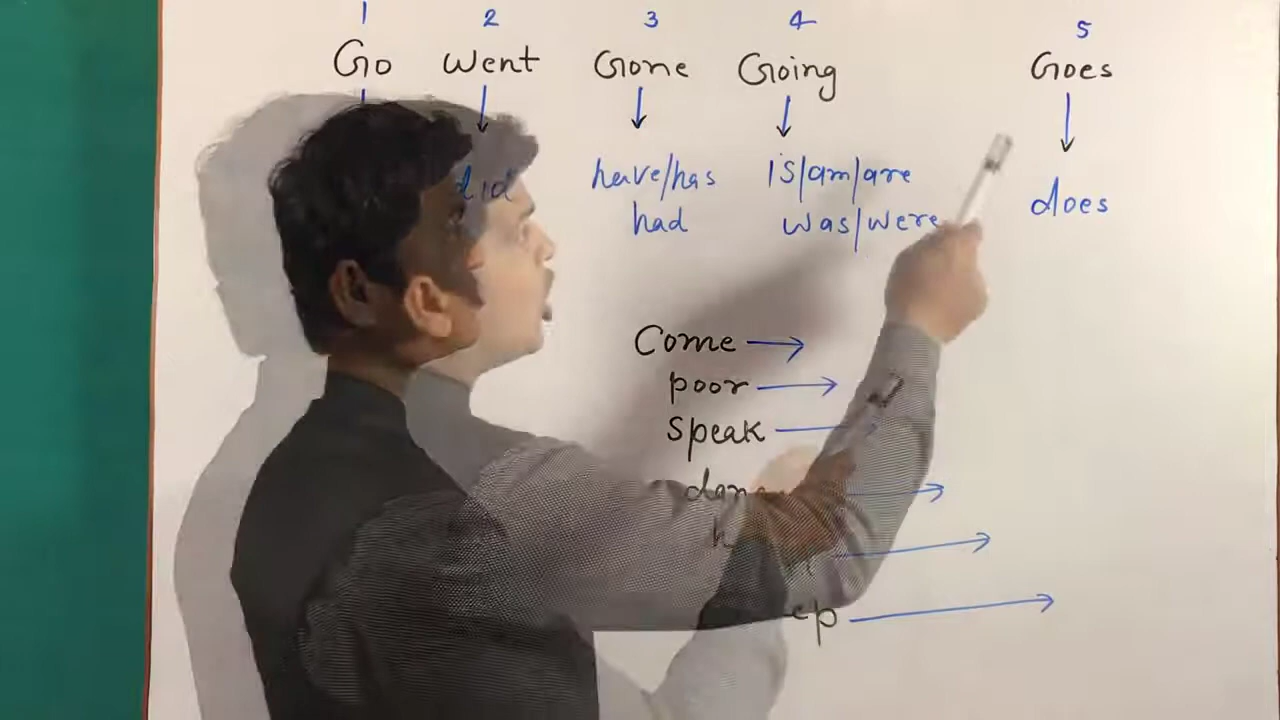 1 2 3 4 5
Go Went Gone Going Goes
did have/has is/am/are does
had was/were
Come
poor
Speak